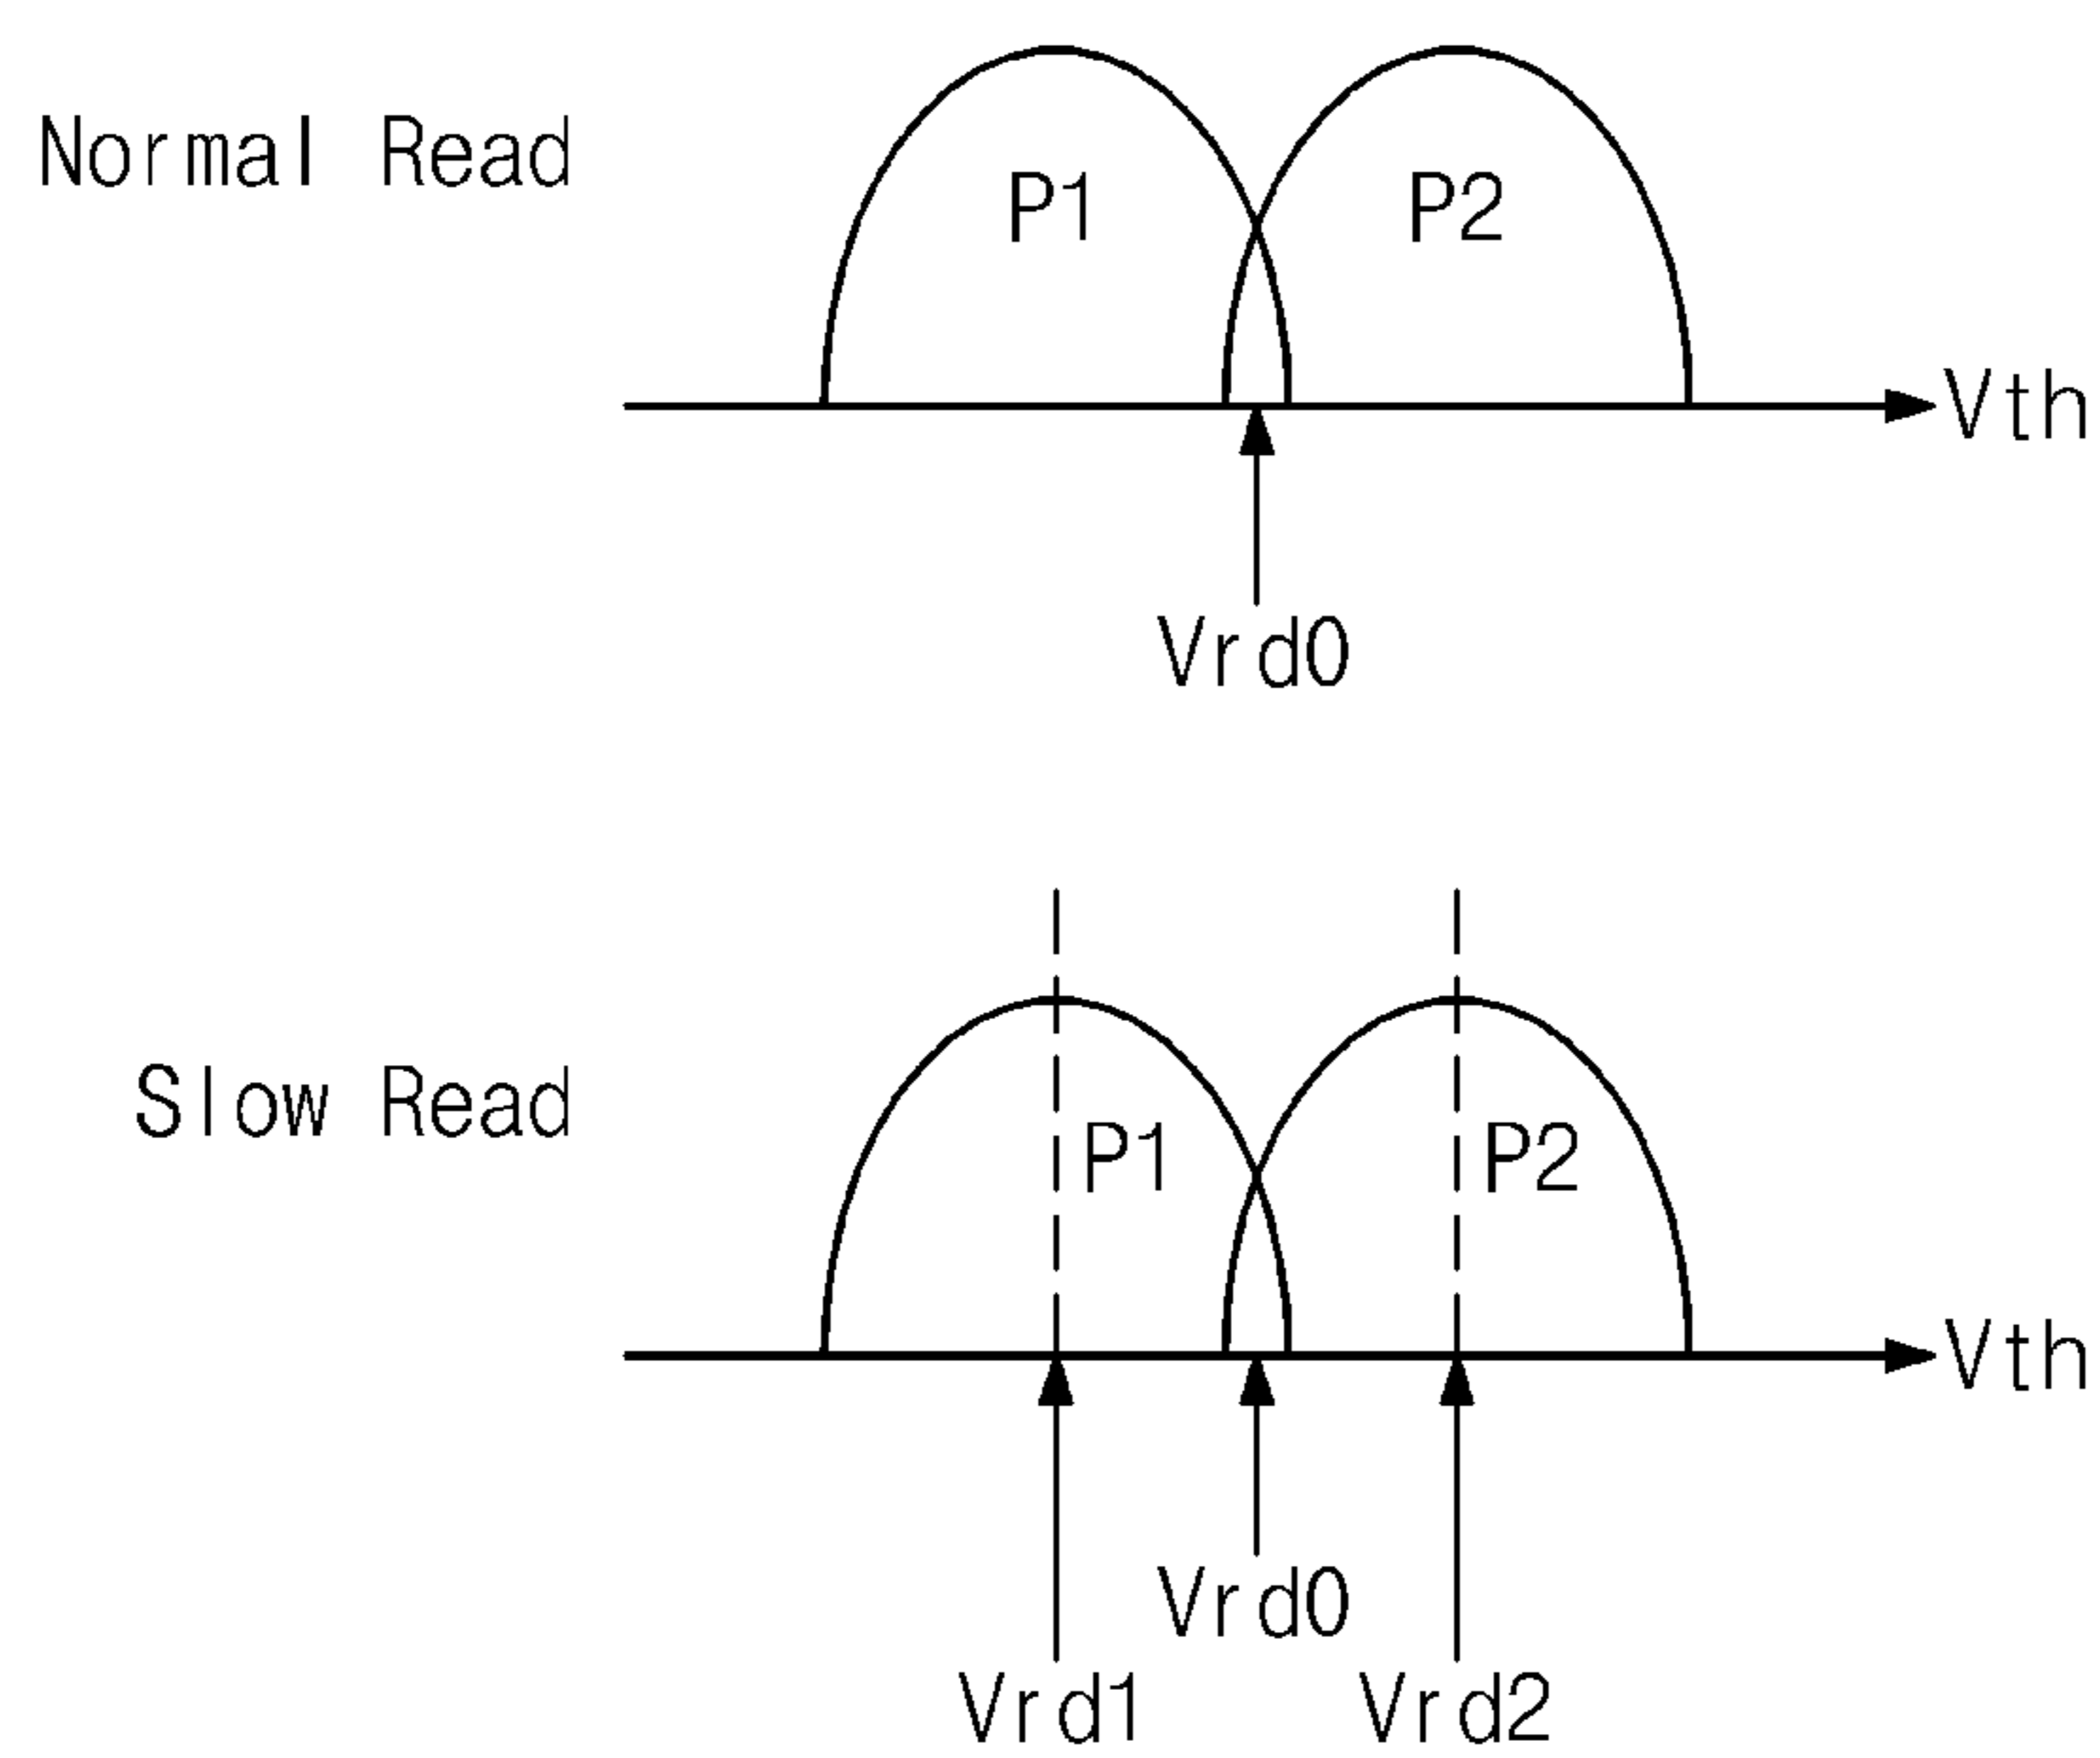 Normal Read
P1
P2
Vth
Vrd0
Slow Read
P1
P2
Vth
Vrd0
Vrd1
Vrd2